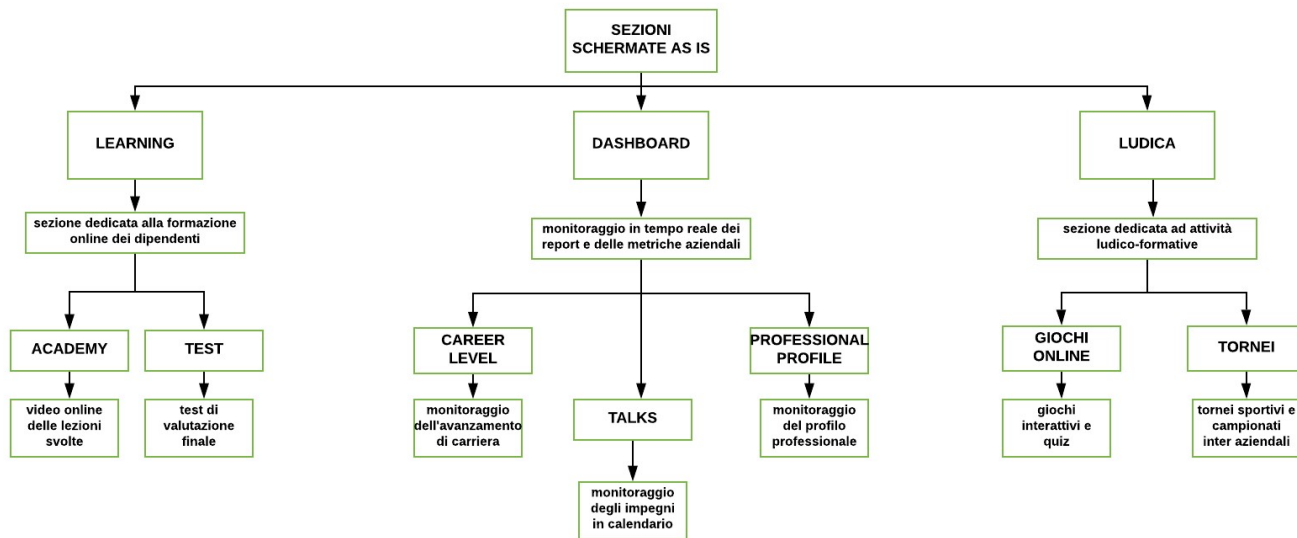 SEZIONI
SCHERMATE AS IS
LEARNING
DASHBOARD
LUDICA
sezione dedicata alla formazione
online dei dipendenti
monitoraggio in tempo reale dei
report e delle metriche aziendali
sezione dedicata ad attività
ludico-formative
ACADEMY
TEST
CAREER
LEVEL
PROFESSIONAL
PROFILE
GIOCHI
ONLINE
TORNEI
video online
delle lezioni
svolte
test di
valutazione
finale
monitoraggio
dell'avanzamento
di carriera
TALKS
monitoraggio
del profilo
professionale
giochi
interattivi e
quiz
tornei sportivi e
campionati
inter aziendali
monitoraggio
degli impegni
in calendario